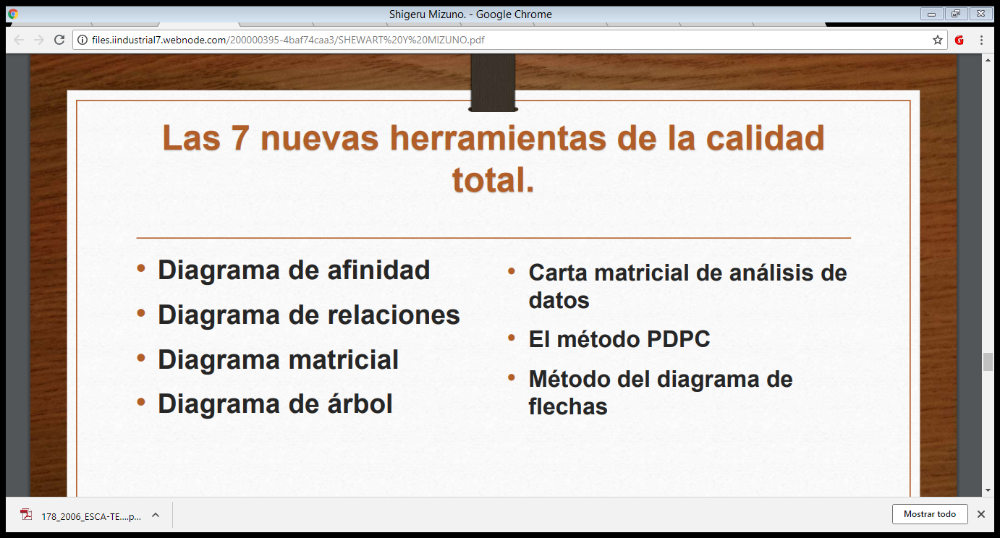 Shigeru Mizuno. - Google Chrome
files.iindustrial7.webnode.com/200000395-4baf74caa3/SHEWART%20Y%20MIZUNO.pdf
Las 7 nuevas herramientas de la calidad
total.
• Diagrama de afinidad
• Diagrama de relaciones
• Diagrama matricial
• Diagrama de árbol
• Carta matricial de análisis de
datos
• El método PDPC
• Método del diagrama de
flechas
178_2006_ESCA-TE....p...
Mostrar todo